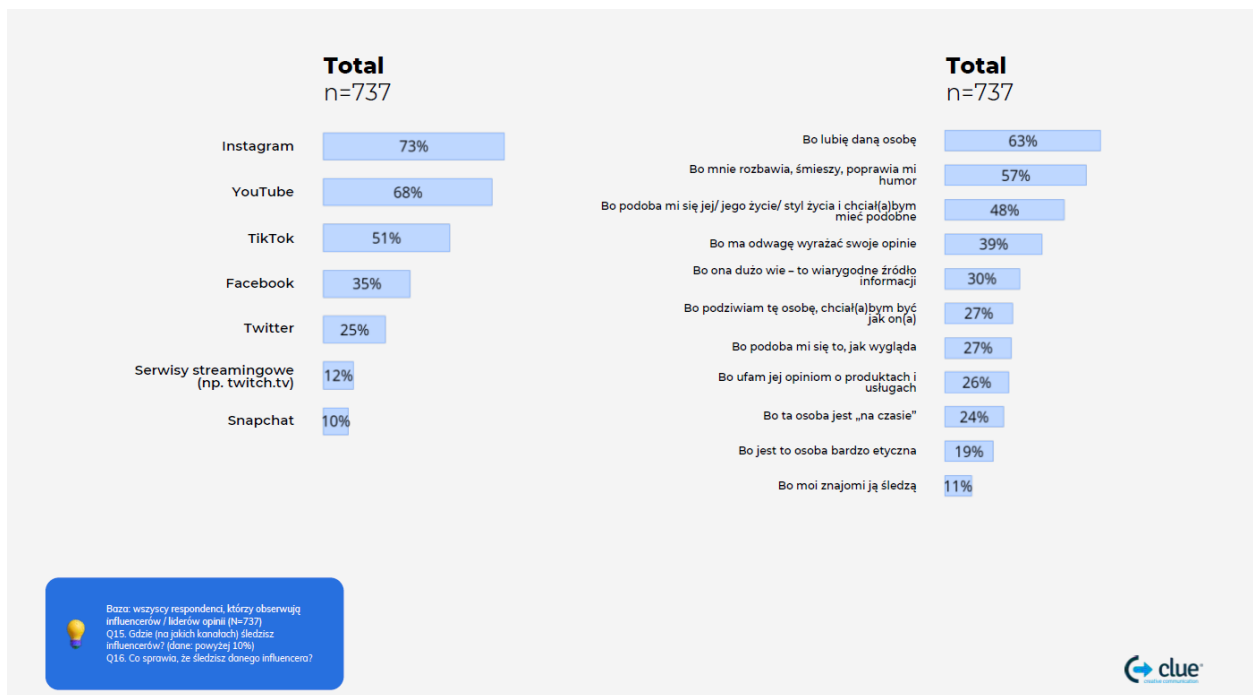 Total
n=737
Instagram
73%
YouTube
68%
TikTok
51%
Facebook
35%
Twitter
25%
Serwisy streamingowe
(np. twitch.tv)
12%
Snapchat
10%
Total
n=737
Bo lubię daną osobę
63%
Bo mnie rozbawia, śmieszy, poprawia mi
humor
57%
Bo podoba mi się jej/ jego życie/ styl życia i chciał(a)bym
mieć podobne
48%
Bo ma odwagę wyrażać swoje opinie
39%
Bo ona dużo wie – to wiarygodne źródło
informacji
30%
Bo podziwiam tę osobę, chciał(a)bym być
jak on(a)
27%
Bo podoba mi się to, jak wygląda
27%
Bo ufam jej opiniom o produktach i
usługach
26%
Bo ta osoba jest „na czasie”
24%
Bo jest to osoba bardzo etyczna
19%
Bo moi znajomi ją śledzą
11%
Baza: wszyscy respondenci, którzy obserwują
influencerów / liderów opinii (N=737)
Q15. Gdzie (na jakich kanałach) śledzisz
influencerów? (dane: powyżej 10%)
Q16. Co sprawia, że śledzisz danego influencera?
clue
creative communication